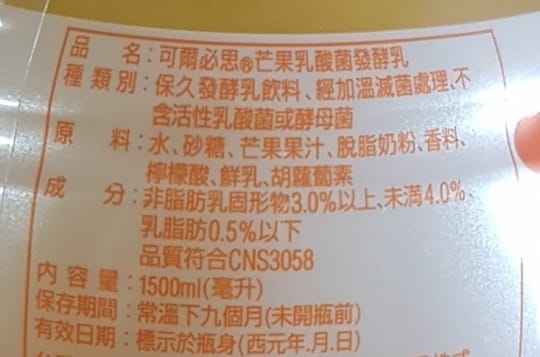 品名:可爾必思®芒果乳酸菌發酵乳
種類別:保久發酵乳飲料、經加溫滅菌處理、不
含活性乳酸菌或酵母菌
原料:水、砂糖、芒果果汁、脫脂奶粉、香料、
檸檬酸、鮮乳、胡蘿蔔素
成分:非脂肪乳固形物3.0%以上、未滿4.0%、
乳脂肪0.5%以下
品質符合CNS3058
內容量:1500ml(毫升)
保存期間:常溫下九個月(未開瓶前)
有效日期:標示於瓶身(西元年.月.日)